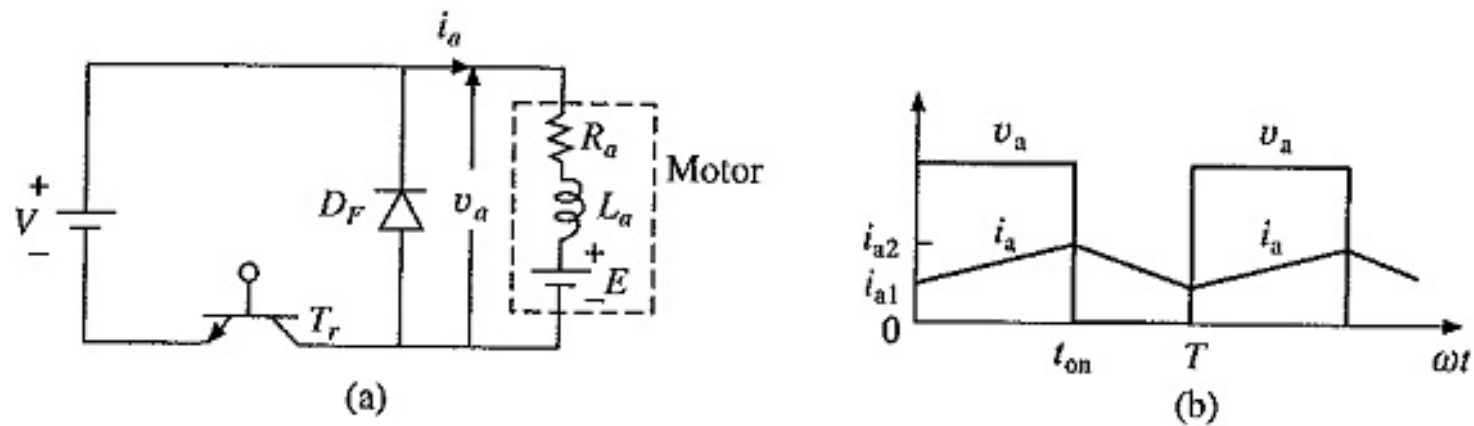 i_a
+
V
−
D_F
v_a
R_a
L_a
+
− E
Motor
T_r
(a)
v_a
v_a
i_a2
i_a
i_a
i_a1
0
t_on
T
ωt
(b)